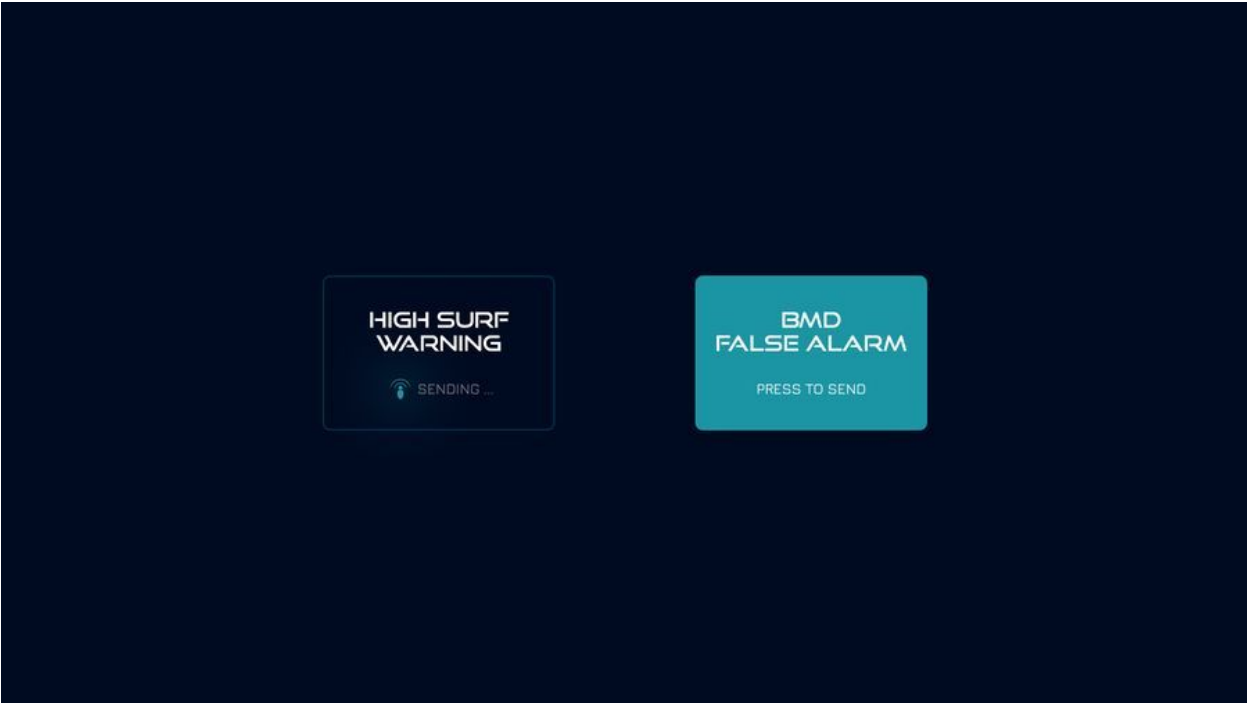 HIGH SURF
WARNING
SENDING ...
BMD
FALSE ALARM
PRESS TO SEND